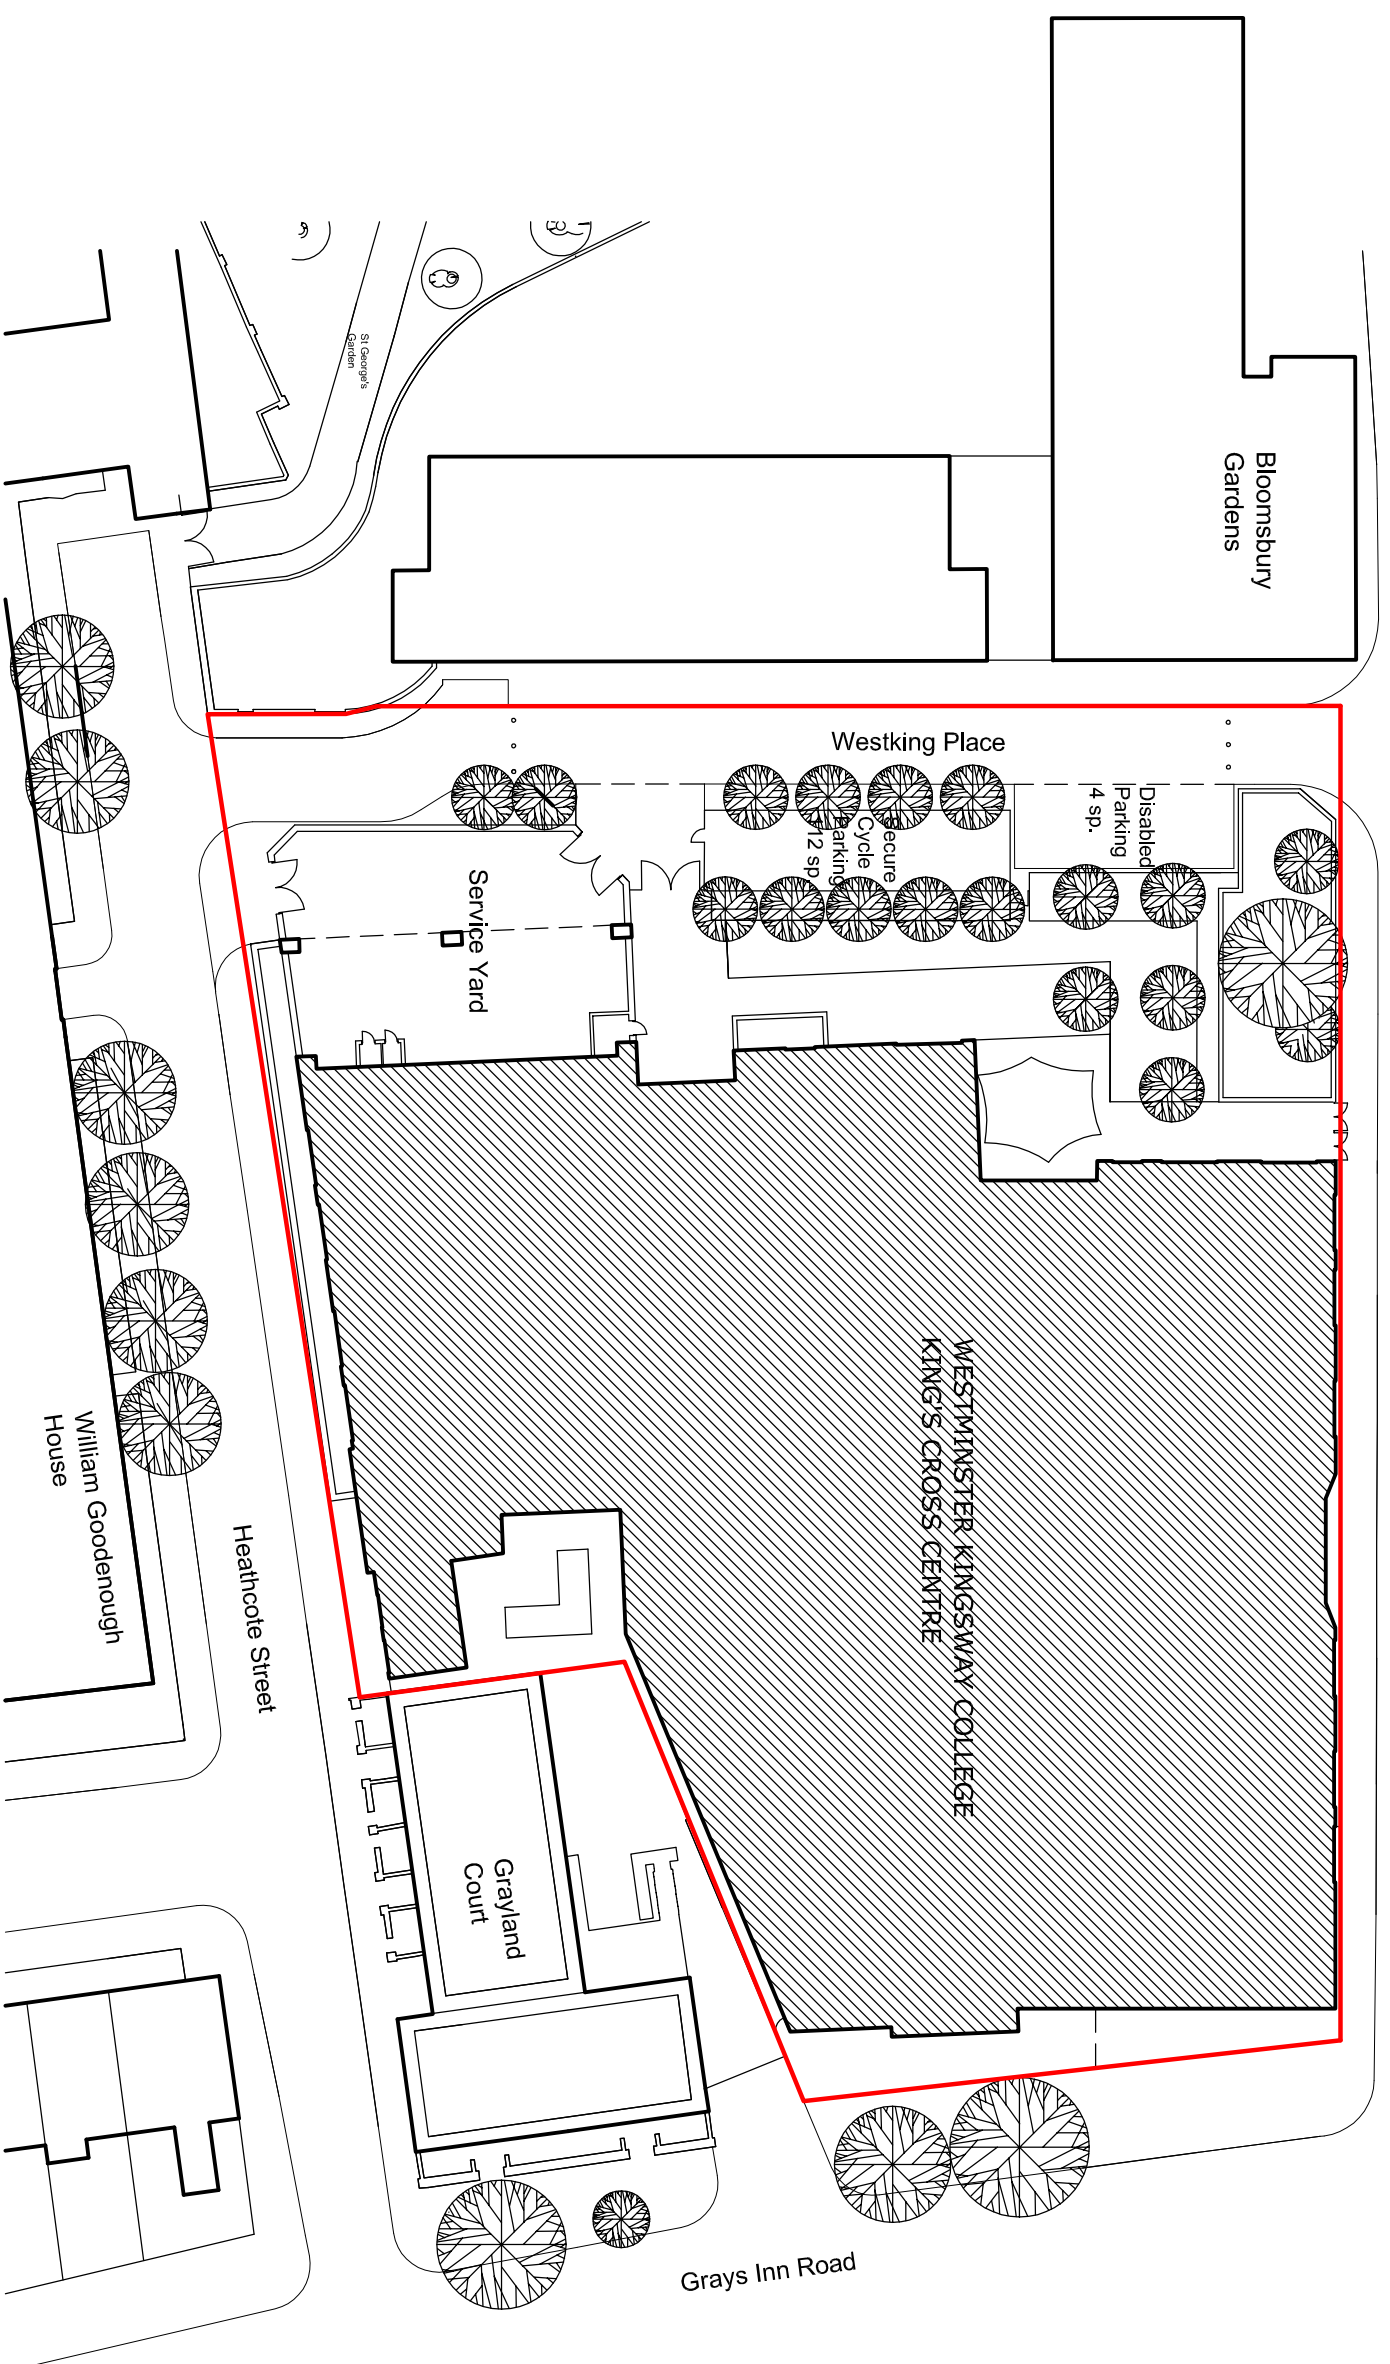 St George's
Garden
Bloomsbury
Gardens
Westking Place
Disabled
Parking
4 sp.
Secure
Cycle
Parking
112 sp
Service Yard
WESTMINSTER KINGSWAY COLLEGE
KING'S CROSS CENTRE
William Goodenough
House
Heathcote Street
Grayland
Court
Grays Inn Road